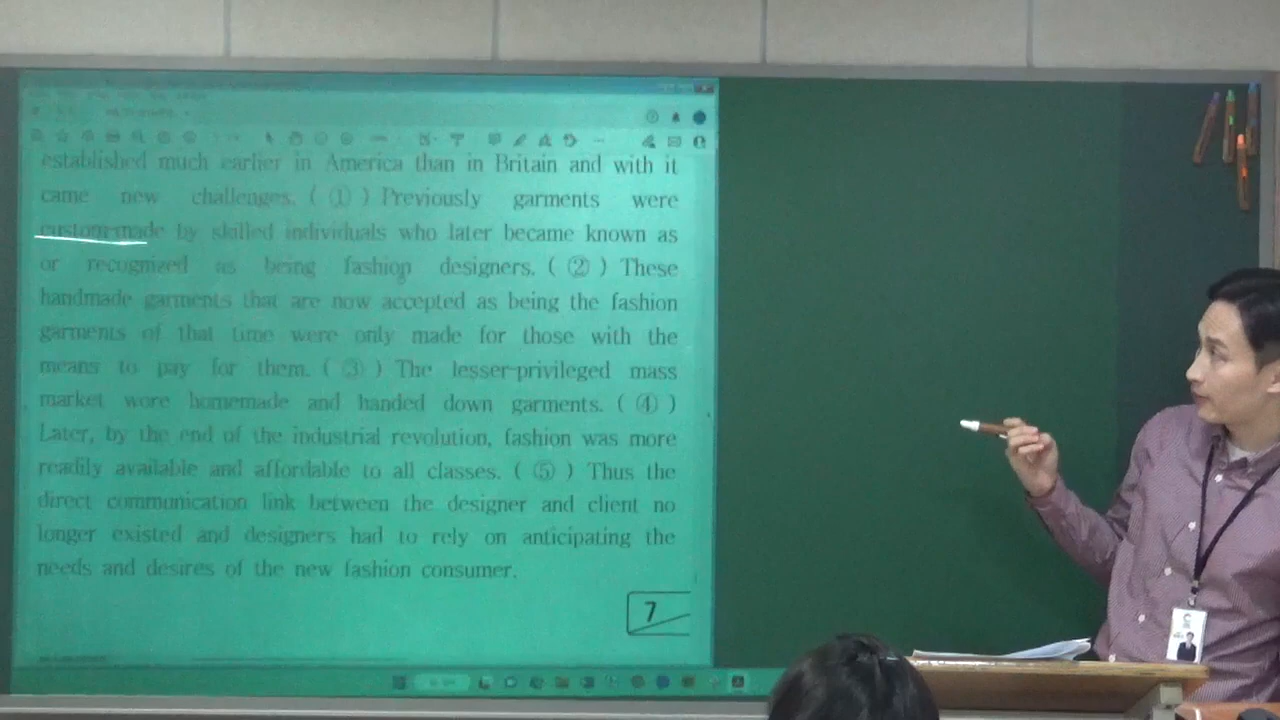 established much earlier in America than in Britain and with it
came new challenges. ( ① ) Previously garments were
custom-made by skilled individuals who later became known as
or recognized as being fashion designers. ( ② ) These
handmade garments that are now accepted as being the fashion
garments of that time were only made for those with the
means to pay for them. ( ③ ) The lesser-privileged mass
market wore homemade and handed down garments. ( ④ )
Later, by the end of the industrial revolution, fashion was more
readily available and affordable to all classes. ( ⑤ ) Thus the
direct communication link between the designer and client no
longer existed and designers had to rely on anticipating the
needs and desires of the new fashion consumer.
7